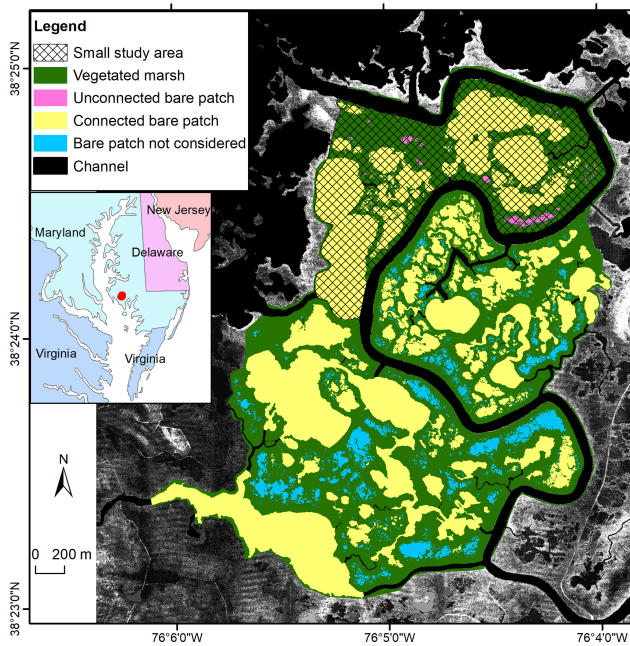 Legend
Small study area
Vegetated marsh
Unconnected bare patch
Connected bare patch
Bare patch not considered
Channel
New Jersey
Maryland
Delaware
Virginia
Virginia
N
0 200 m
38°25'0"N
38°24'0"N
38°23'0"N
76°6'0"W
76°5'0"W
76°4'0"W